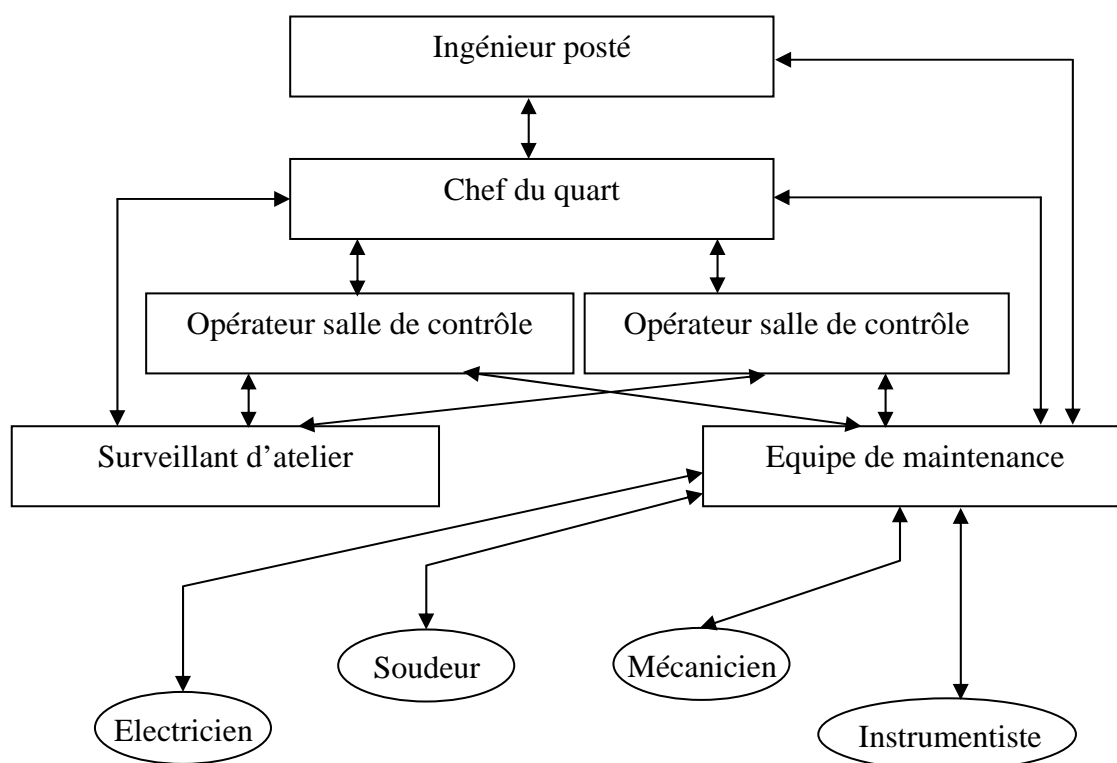 Ingénieur posté
Chef du quart
Opérateur salle de contrôle
Opérateur salle de contrôle
Surveillant d’atelier
Equipe de maintenance
Soudeur
Mécanicien
Electricien
Instrumentiste